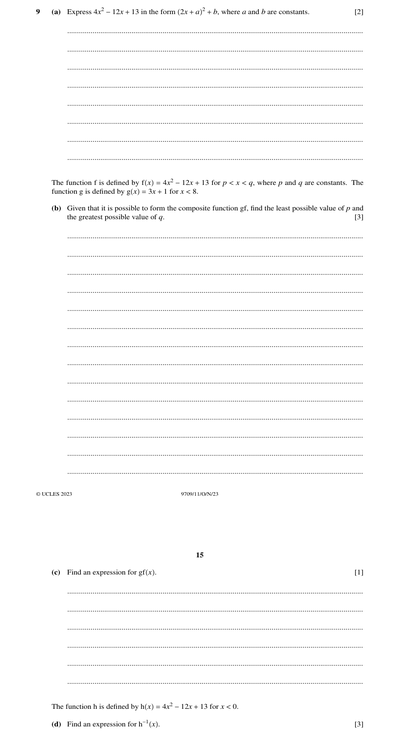 9 (a) Express 4x² − 12x + 13 in the form (2x + a)² + b, where a and b are constants. [2]
The function f is defined by f(x) = 4x² − 12x + 13 for p < x < q, where p and q are constants. The
function g is defined by g(x) = 3x + 1 for x < 8.
(b) Given that it is possible to form the composite function gf, find the least possible value of p and
the greatest possible value of q. [3]
© UCLES 2023 9709/11/O/N/23
15
(c) Find an expression for gf(x). [1]
The function h is defined by h(x) = 4x² − 12x + 13 for x < 0.
(d) Find an expression for h⁻¹(x). [3]